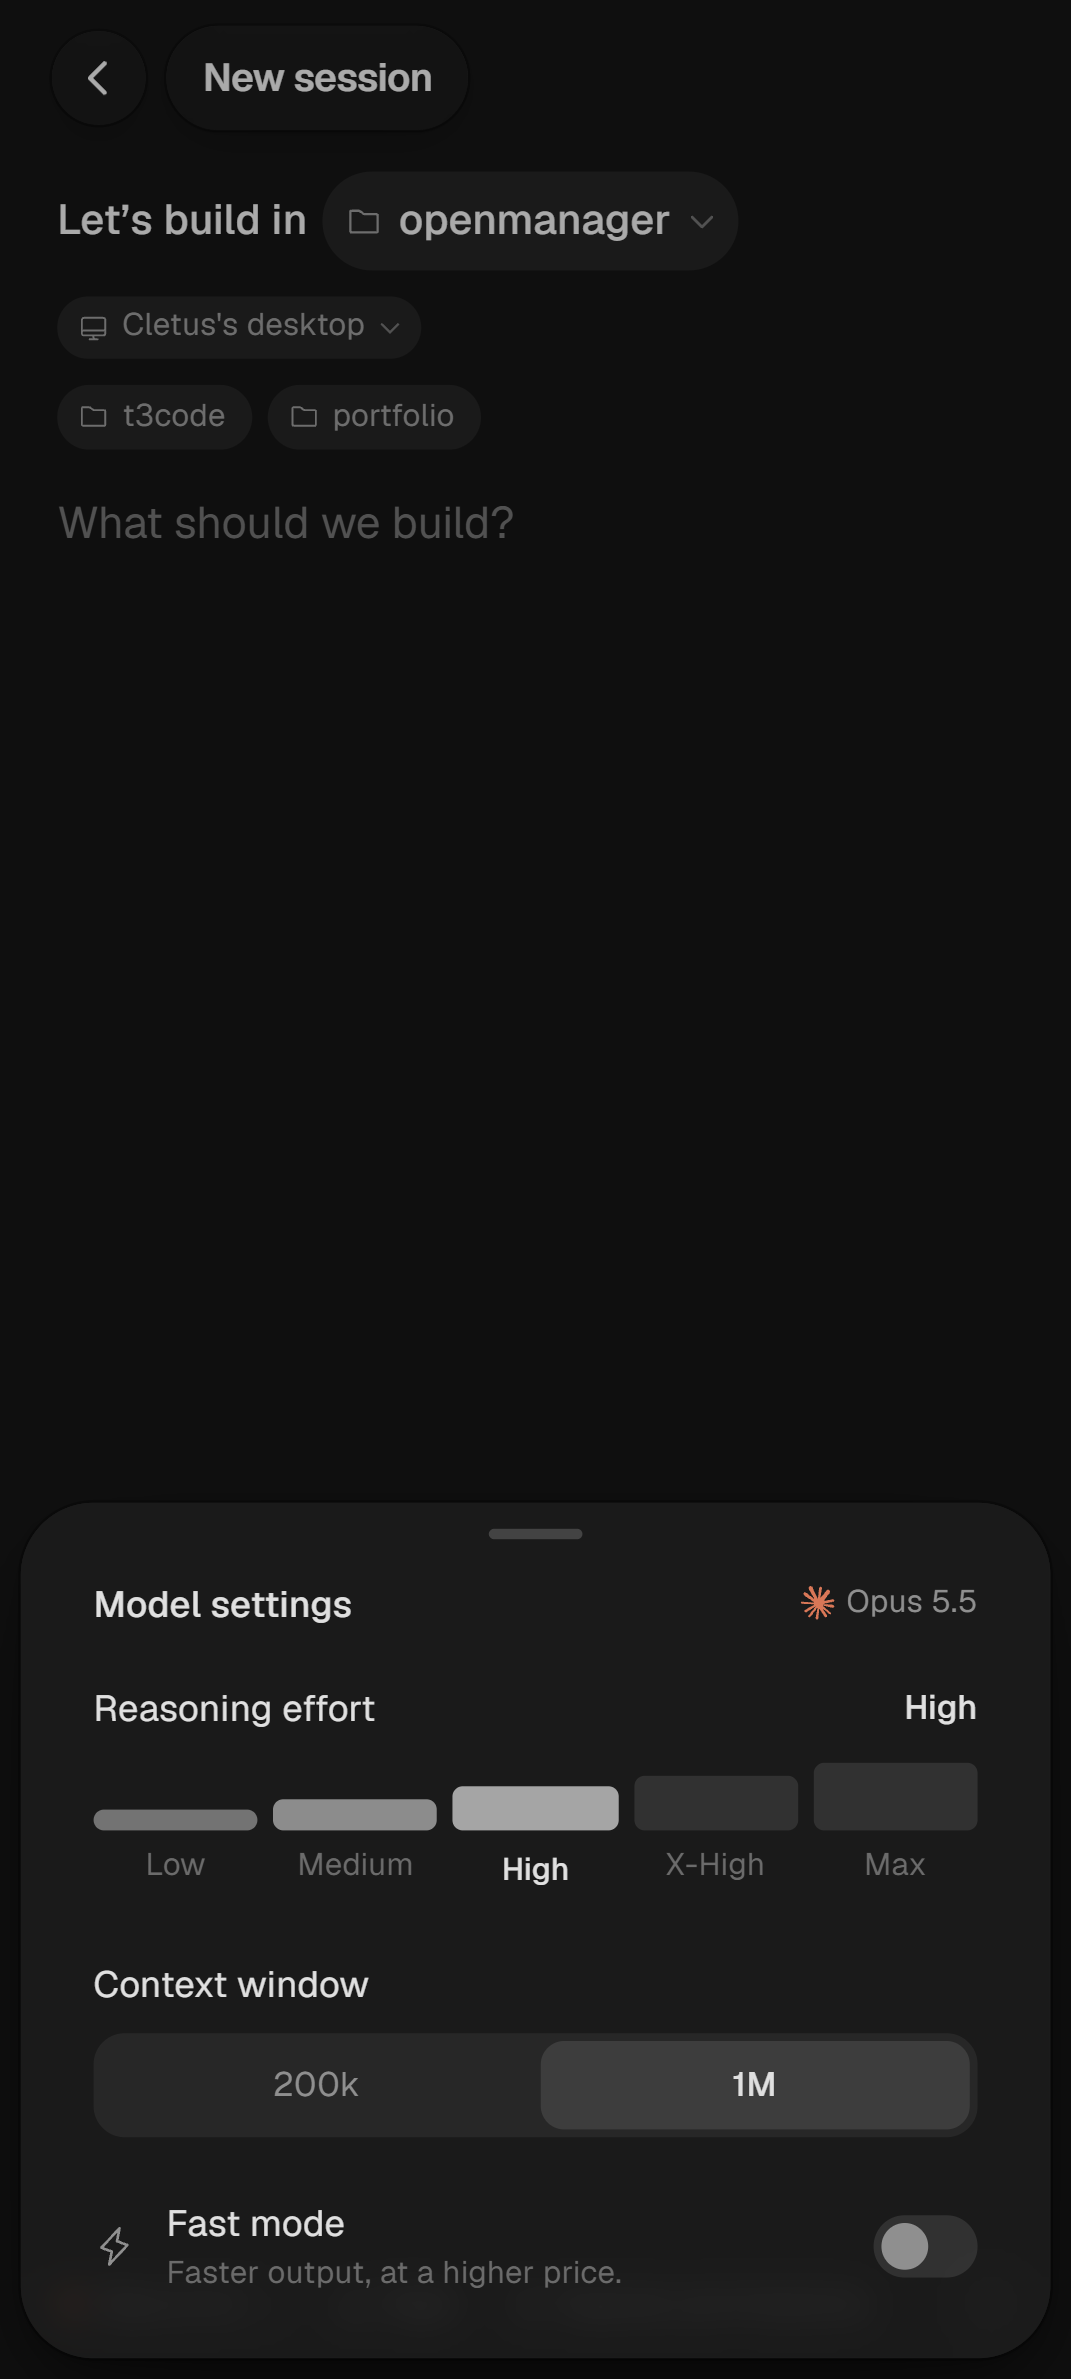 New session
Let’s build in openmanager
Cletus's desktop
t3code portfolio
What should we build?
Model settings Opus 5.5
Reasoning effort High
Low Medium High X-High Max
Context window
200k 1M
Fast mode
Faster output, at a higher price.